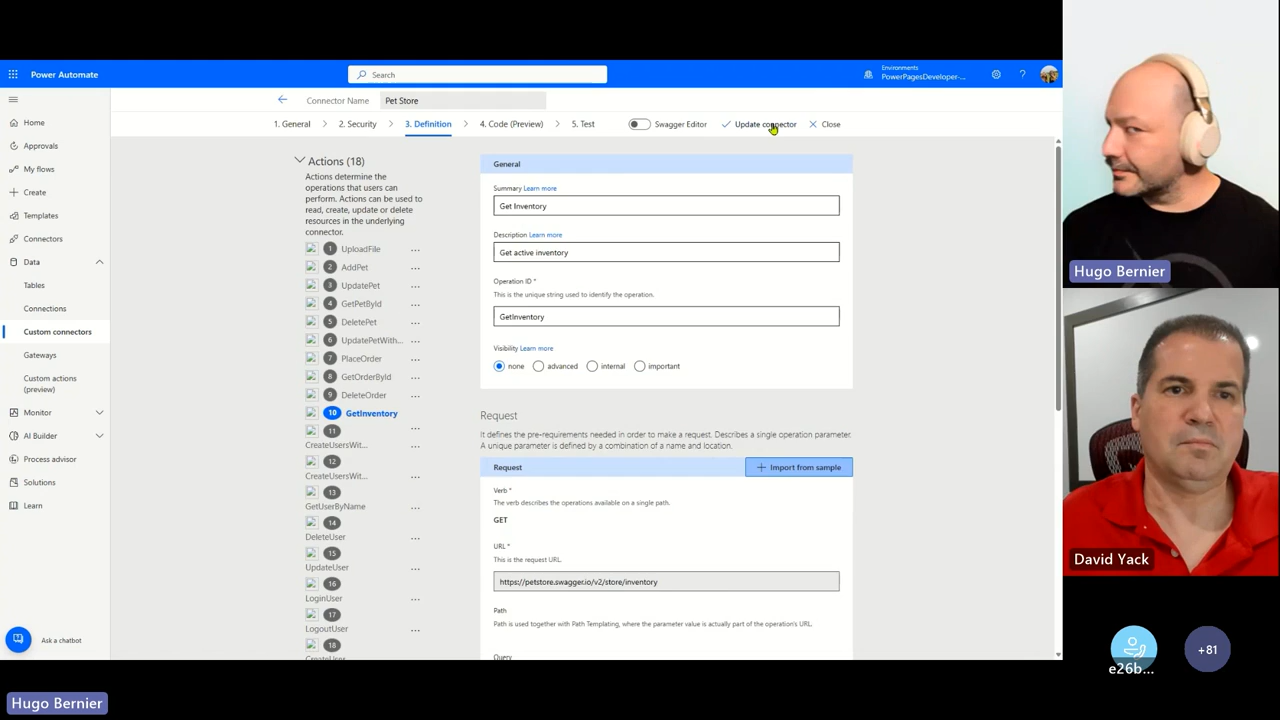 Power Automate
Search
Environments
PowerPagesDeveloper-...
?
Connector Name
Pet Store
1. General
2. Security
3. Definition
4. Code (Preview)
5. Test
Swagger Editor
Update connector
Close
Home
Approvals
My flows
Create
Templates
Connectors
Data
Tables
Connections
Custom connectors
Gateways
Custom actions
(preview)
Monitor
AI Builder
Process advisor
Solutions
Learn
Ask a chatbot
Actions (18)
Actions determine the
operations that users can
perform. Actions can be used to
read, create, update or delete
resources in the underlying
connector.
1 UploadFile ...
2 AddPet ...
3 UpdatePet ...
4 GetPetById ...
5 DeletePet ...
6 UpdatePetWith... ...
7 PlaceOrder ...
8 GetOrderById ...
9 DeleteOrder ...
10 GetInventory
11 ...
CreateUsersWit...
12 ...
CreateUsersWit...
13
GetUserByName ...
14
DeleteUser ...
15
UpdateUser ...
16
LoginUser ...
17
LogoutUser ...
18
General
Summary Learn more
Get Inventory
Description Learn more
Get active inventory
Operation ID *
This is the unique string used to identify the operation.
GetInventory
Visibility Learn more
none
advanced
internal
important
Request
It defines the pre-requirements needed in order to make a request. Describes a single operation parameter.
A unique parameter is defined by a combination of name and location.
Request
Import from sample
Verb *
The verb describes the operations available on a single path.
GET
URL *
This is the request URL.
https://petstore.swagger.io/v2/store/inventory
Path
Path is used together with Path Templating, where the parameter value is actually part of the operation's URL.
Query
Hugo Bernier
David Yack
e26b...
+81
Hugo Bernier